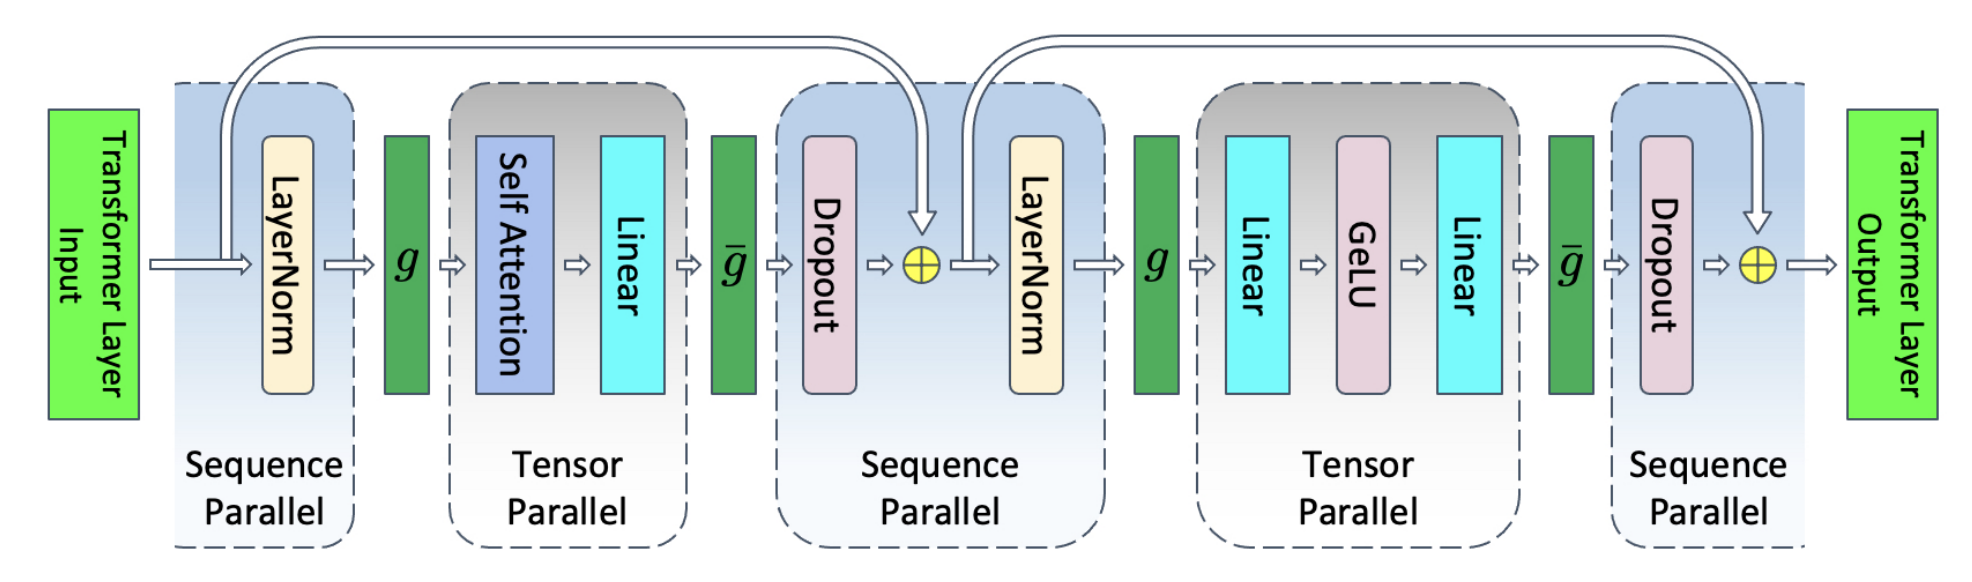 Transformer Layer
Input
LayerNorm
Sequence
Parallel
g
Self Attention
Linear
Tensor
Parallel
g̅
Dropout
LayerNorm
Sequence
Parallel
g
Linear
GeLU
Linear
Tensor
Parallel
g̅
Dropout
Sequence
Parallel
Transformer Layer
Output